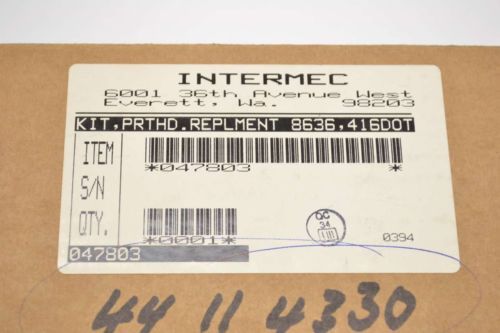 INTERMEC
6001 36th Avenue West
Everett, Wa. 98203
KIT,PRTHD.REPLMENT 8636,416DOT
ITEM
*047803 *
S/N
QTY.
*0001*
QC
34
0394
047803
44 11 4330